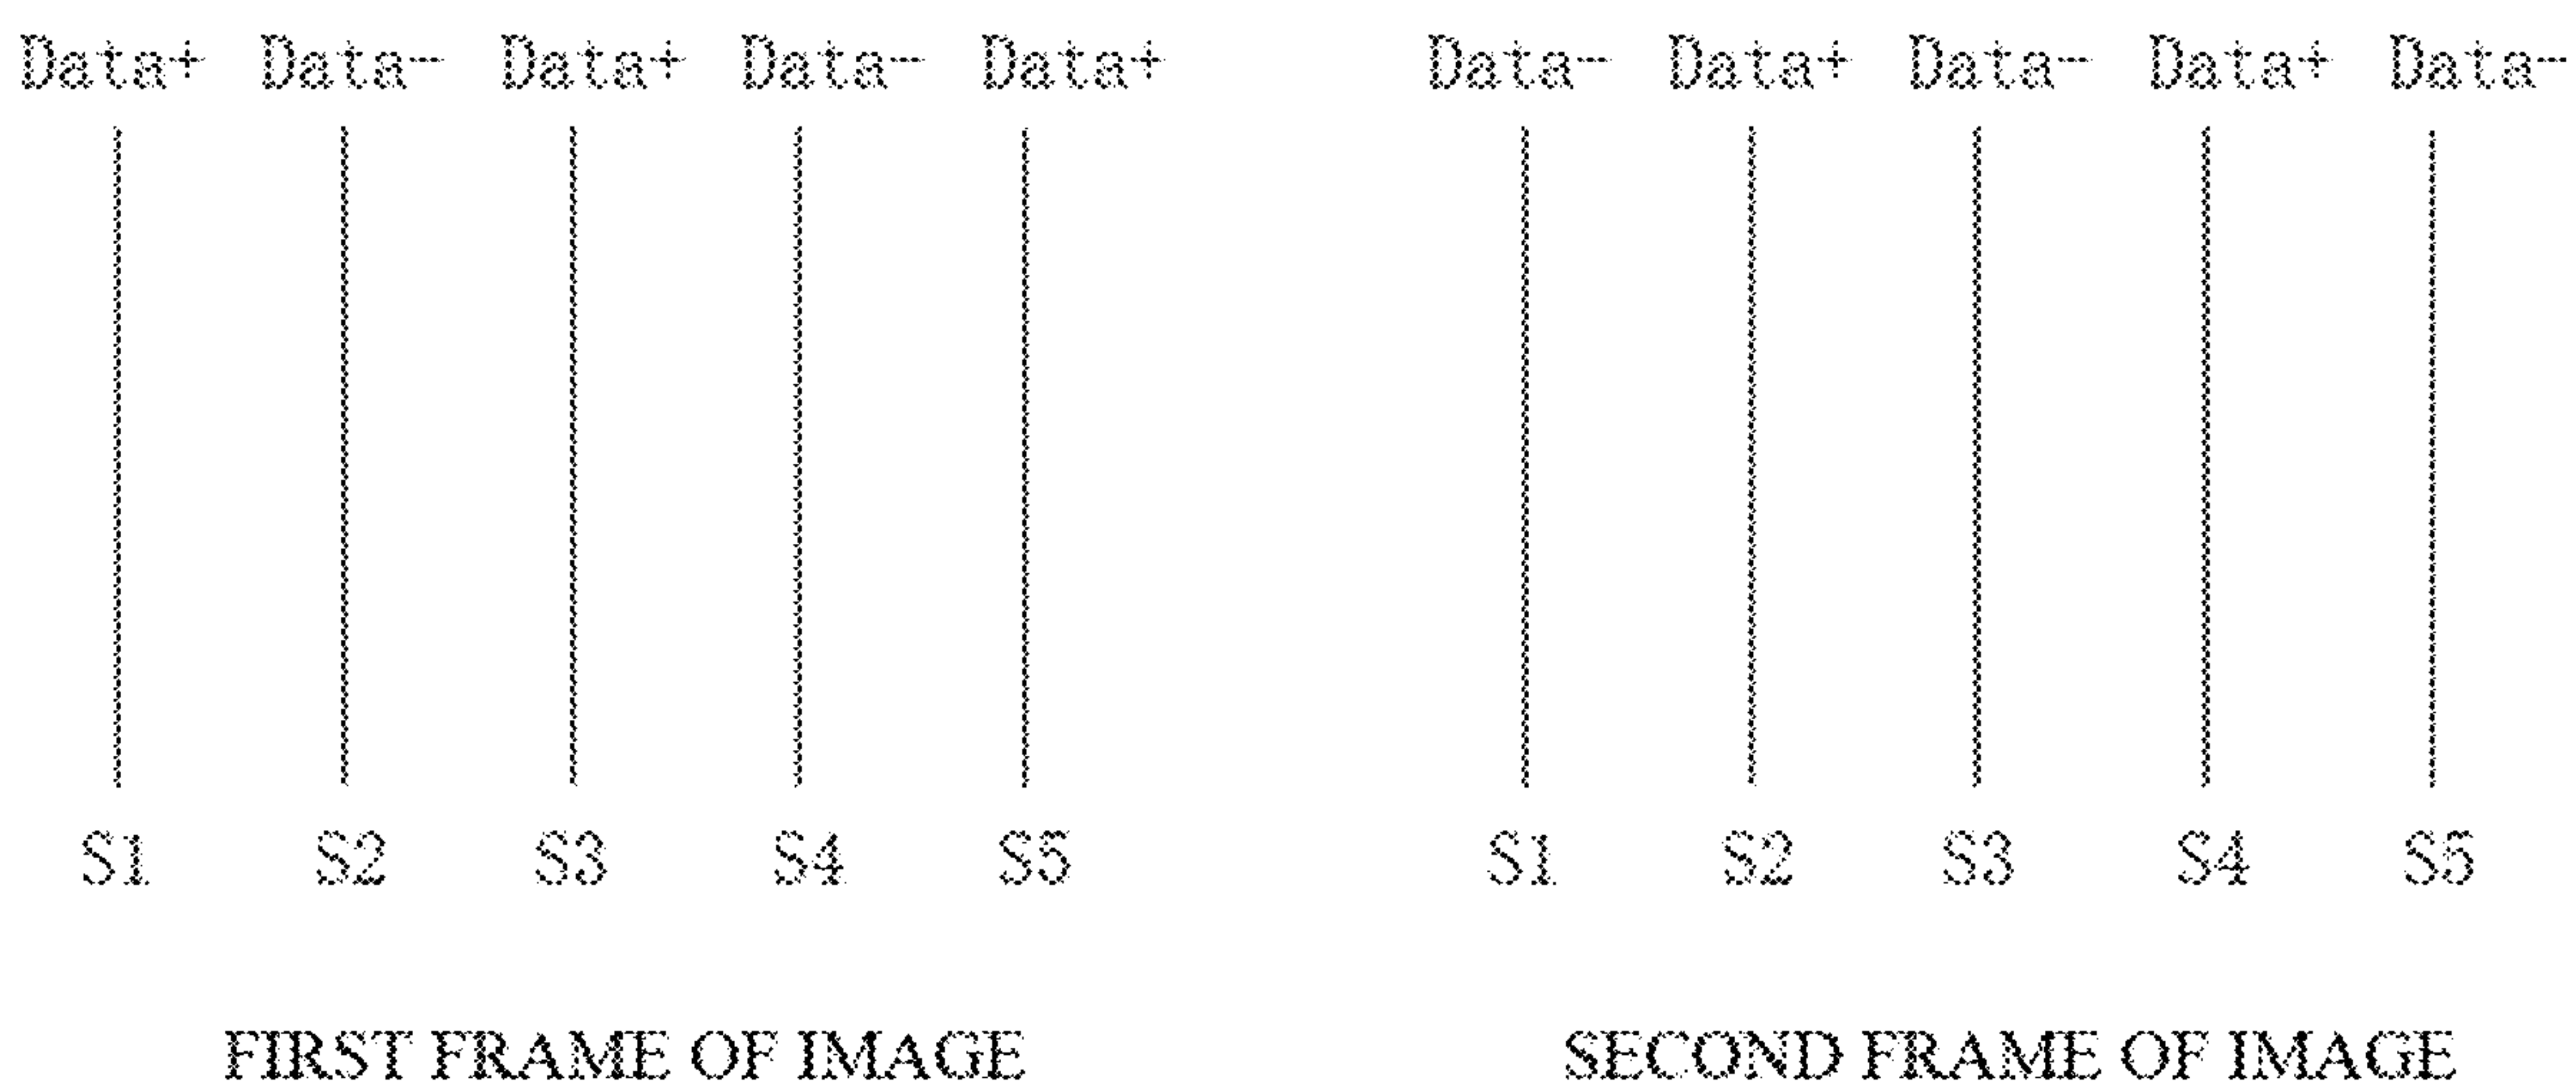 Data+ Data- Data+ Data- Data+ Data- Data+ Data- Data+ Data-
S1 S2 S3 S4 S5 S1 S2 S3 S4 S5
FIRST FRAME OF IMAGE SECOND FRAME OF IMAGE